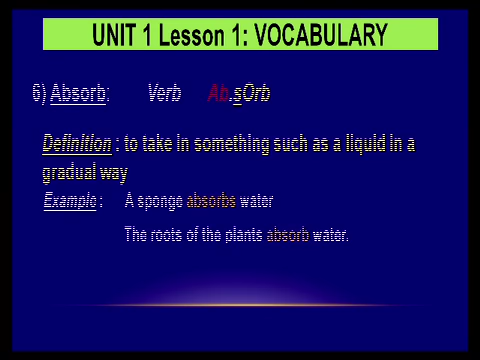 UNIT 1 Lesson 1: VOCABULARY
6) Absorb: Verb Ab.sOrb
Definition : to take in something such as a liquid in a
gradual way
Example : A sponge absorbs water
The roots of the plants absorb water.